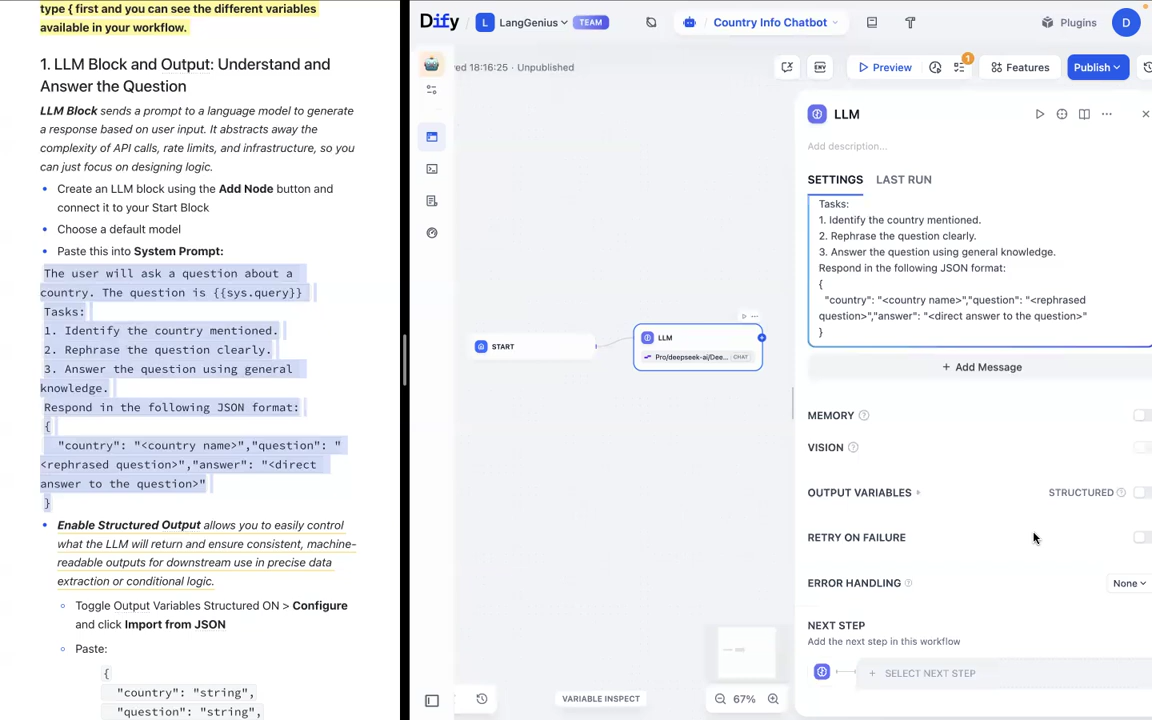 type { first and you can see the different variables
available in your workflow.
1. LLM Block and Output: Understand and
Answer the Question
LLM Block sends a prompt to a language model to generate
a response based on user input. It abstracts away the
complexity of API calls, rate limits, and infrastructure, so you
can just focus on designing logic.
• Create an LLM block using the Add Node button and
connect it to your Start Block
• Choose a default model
• Paste this into System Prompt:
The user will ask a question about a
country. The question is {{sys.query}}
Tasks:
1. Identify the country mentioned.
2. Rephrase the question clearly.
3. Answer the question using general
knowledge.
Respond in the following JSON format:
{
"country": "<country name>","question": "
<rephrased question>","answer": "<direct
answer to the question>"
}
• Enable Structured Output allows you to easily control
what the LLM will return and ensure consistent, machine-
readable outputs for downstream use in precise data
extraction or conditional logic.
Toggle Output Variables Structured ON > Configure
and click Import from JSON
Paste:
{
"country": "string",
"question": "string",
Dify
L LangGenius TEAM
Country Info Chatbot
Plugins
D
ed 18:16:25 · Unpublished
ENV
Preview
1
Features
Publish
START
LLM
Pro/deepseek-ai/Dee... CHAT
VARIABLE INSPECT
67%
LLM
Add description...
SETTINGS LAST RUN
Tasks:
1. Identify the country mentioned.
2. Rephrase the question clearly.
3. Answer the question using general knowledge.
Respond in the following JSON format:
{
"country": "<country name>","question": "<rephrased
question>","answer": "<direct answer to the question>"
}
+ Add Message
MEMORY
VISION
OUTPUT VARIABLES STRUCTURED
RETRY ON FAILURE
ERROR HANDLING None
NEXT STEP
Add the next step in this workflow
+ SELECT NEXT STEP